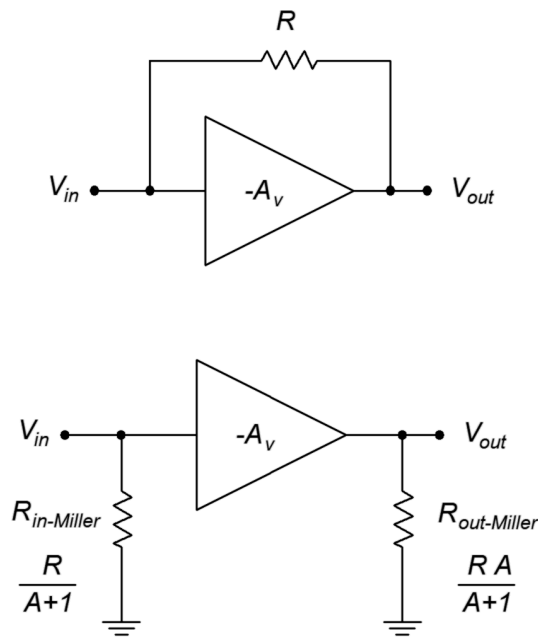 R
V_in
-A_v
V_out
V_in
-A_v
V_out
R_in-Miller
R_out-Miller
R
A+1
R A
A+1